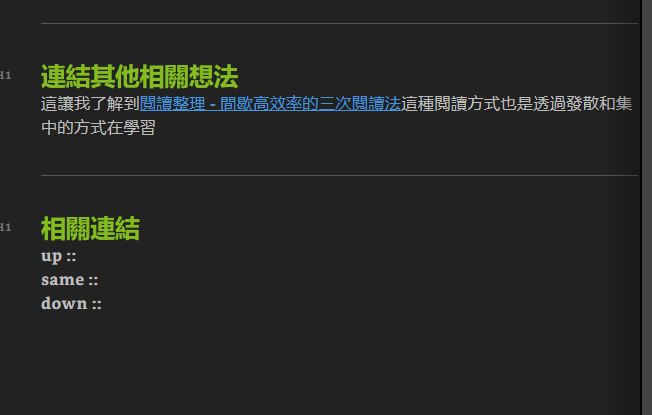 H1
連結其他相關想法
這讓我了解到閱讀整理 - 間歇高效率的三次閱讀法這種閱讀方式也是透過發散和集
中的方式在學習
H1
相關連結
up ::
same ::
down ::